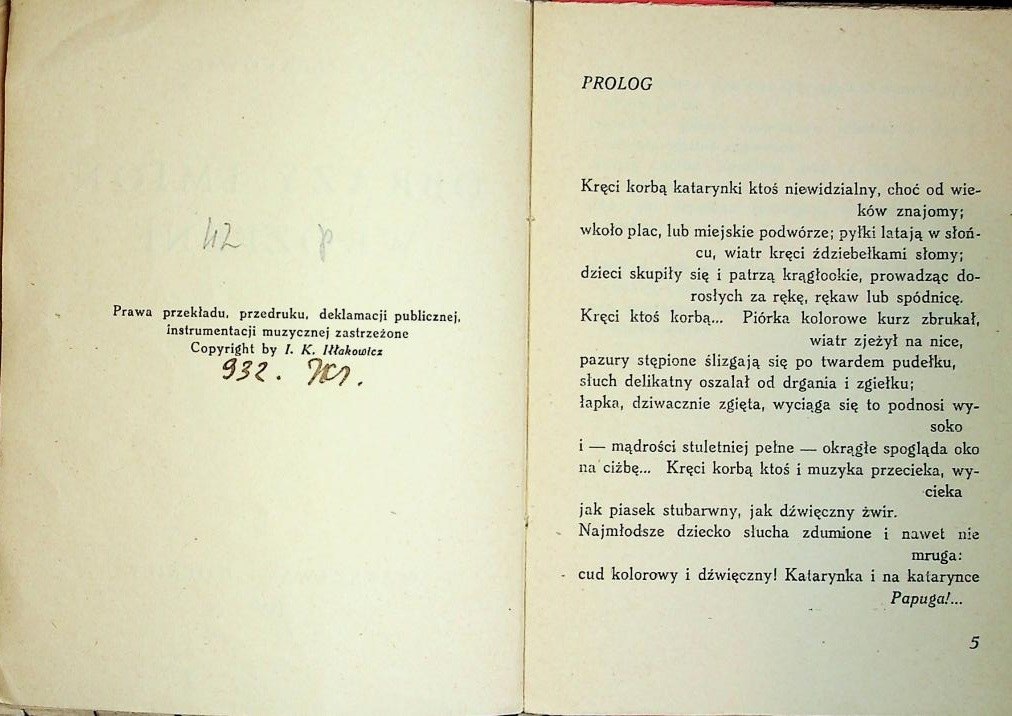 42
Prawa przekładu, przedruku, deklamacji publicznej,
instrumentacji muzycznej zastrzeżone
Copyright by I. K. Iłłakowicz
932.
PROLOG
Kręci korbą katarynki ktoś niewidzialny, choć od wie-
ków znajomy;
wkoło plac, lub miejskie podwórze; pyłki latają w słoń-
cu, wiatr kręci ździebełkami słomy;
dzieci skupiły się i patrzą krągłookie, prowadząc do-
rosłych za rękę, rękaw lub spódnicę.
Kręci ktoś korbą... Piórka kolorowe kurz zbrukał,
wiatr zjeżył na nice,
pazury stępione ślizgają się po twardem pudełku,
słuch delikatny oszalał od drgania i zgiełku;
łapka, dziwacznie zgięta, wyciąga się to podnosi wy-
soko
i — mądrości stuletniej pełne — okrągłe spogląda oko
na ciżbę... Kręci korbą ktoś i muzyka przecieka, wy-
cieka
jak piasek stubarwny, jak dźwięczny żwir.
Najmłodsze dziecko słucha zdumione i nawet nie
mruga:
cud kolorowy i dźwięczny! Katarynka i na katarynce
Papuga!...
5